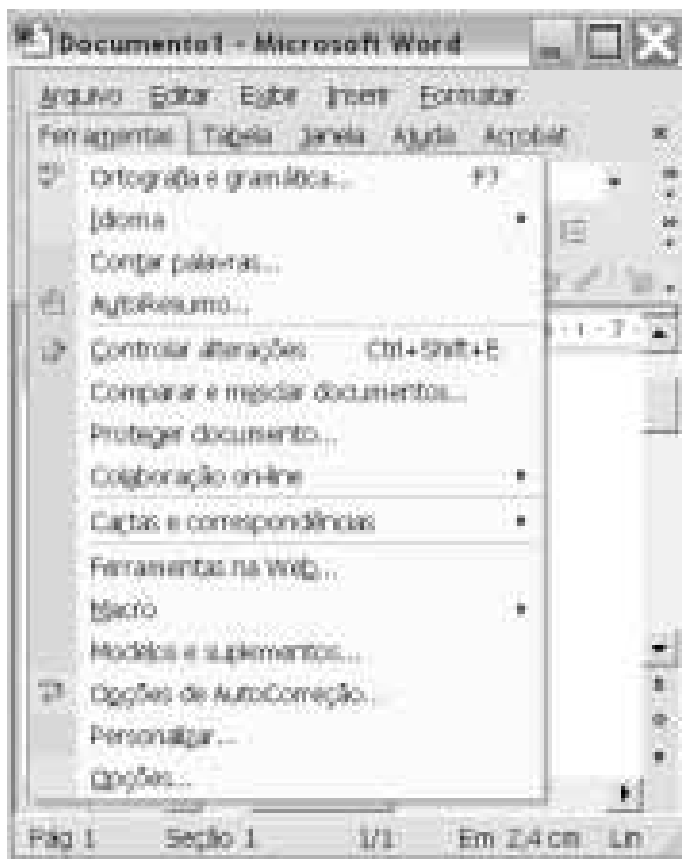 Documento1 - Microsoft Word
Arquivo Editar Exibir Inserir Formatar
Ferramentas Tabela Janela Ajuda Acrobat
Ortografia e gramática... F7
Idioma
Contar palavras...
AutoResumo...
Controlar alterações Ctrl+Shift+E
Comparar e mesclar documentos...
Proteger documento...
Colaboração on-line
Cartas e correspondências
Ferramentas na Web...
Macro
Modelos e suplementos...
Opções de AutoCorreção...
Personalizar...
Opções...
Pág 1 Seção 1 1/1 Em 2,4 cm Lin